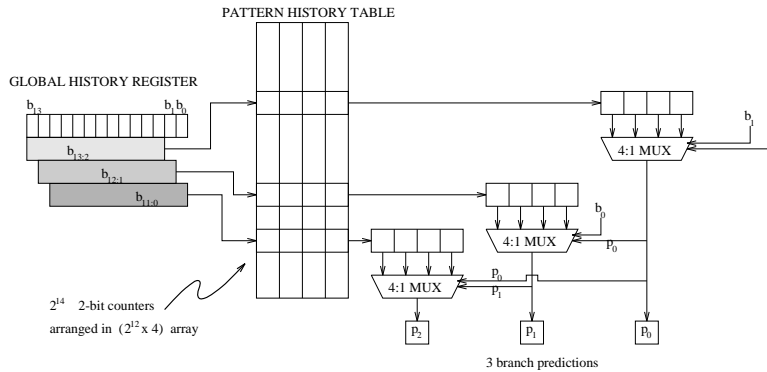 PATTERN HISTORY TABLE
GLOBAL HISTORY REGISTER
b13 b1 b0
b13:2
b12:1
b11:0
b1
4:1 MUX
b0
4:1 MUX
p0
p0
4:1 MUX
p1
2^14 2-bit counters
arranged in (2^12 x 4) array
p2 p1 p0
3 branch predictions